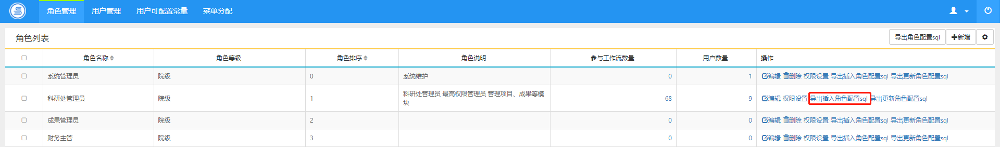 角色管理 用户管理 用户可配置常量 菜单分配
角色列表 导出角色配置sql 新增
角色名称 角色等级 角色排序 角色说明 参与工作流数量 用户数量 操作
系统管理员 院级 0 系统维护 0 1 编辑 删除 权限设置 导出插入角色配置sql 导出更新角色配置sql
科研处管理员 院级 1 科研处管理员 最高权限管理员 管理项目、成果等模
块 68 9 编辑 权限设置 导出插入角色配置sql 导出更新角色配置sql
成果管理员 院级 2 0 0 编辑 删除 权限设置 导出插入角色配置sql 导出更新角色配置sql
财务主管 院级 3 0 0 编辑 删除 权限设置 导出插入角色配置sql 导出更新角色配置sql